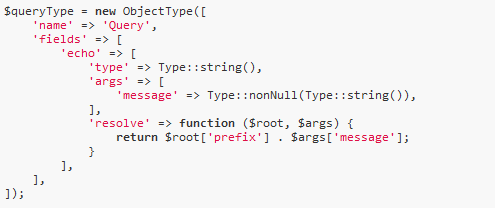 $queryType = new ObjectType([
    'name' => 'Query',
    'fields' => [
        'echo' => [
            'type' => Type::string(),
            'args' => [
                'message' => Type::nonNull(Type::string()),
            ],
            'resolve' => function ($root, $args) {
                return $root['prefix'] . $args['message'];
            }
        ],
    ],
]);